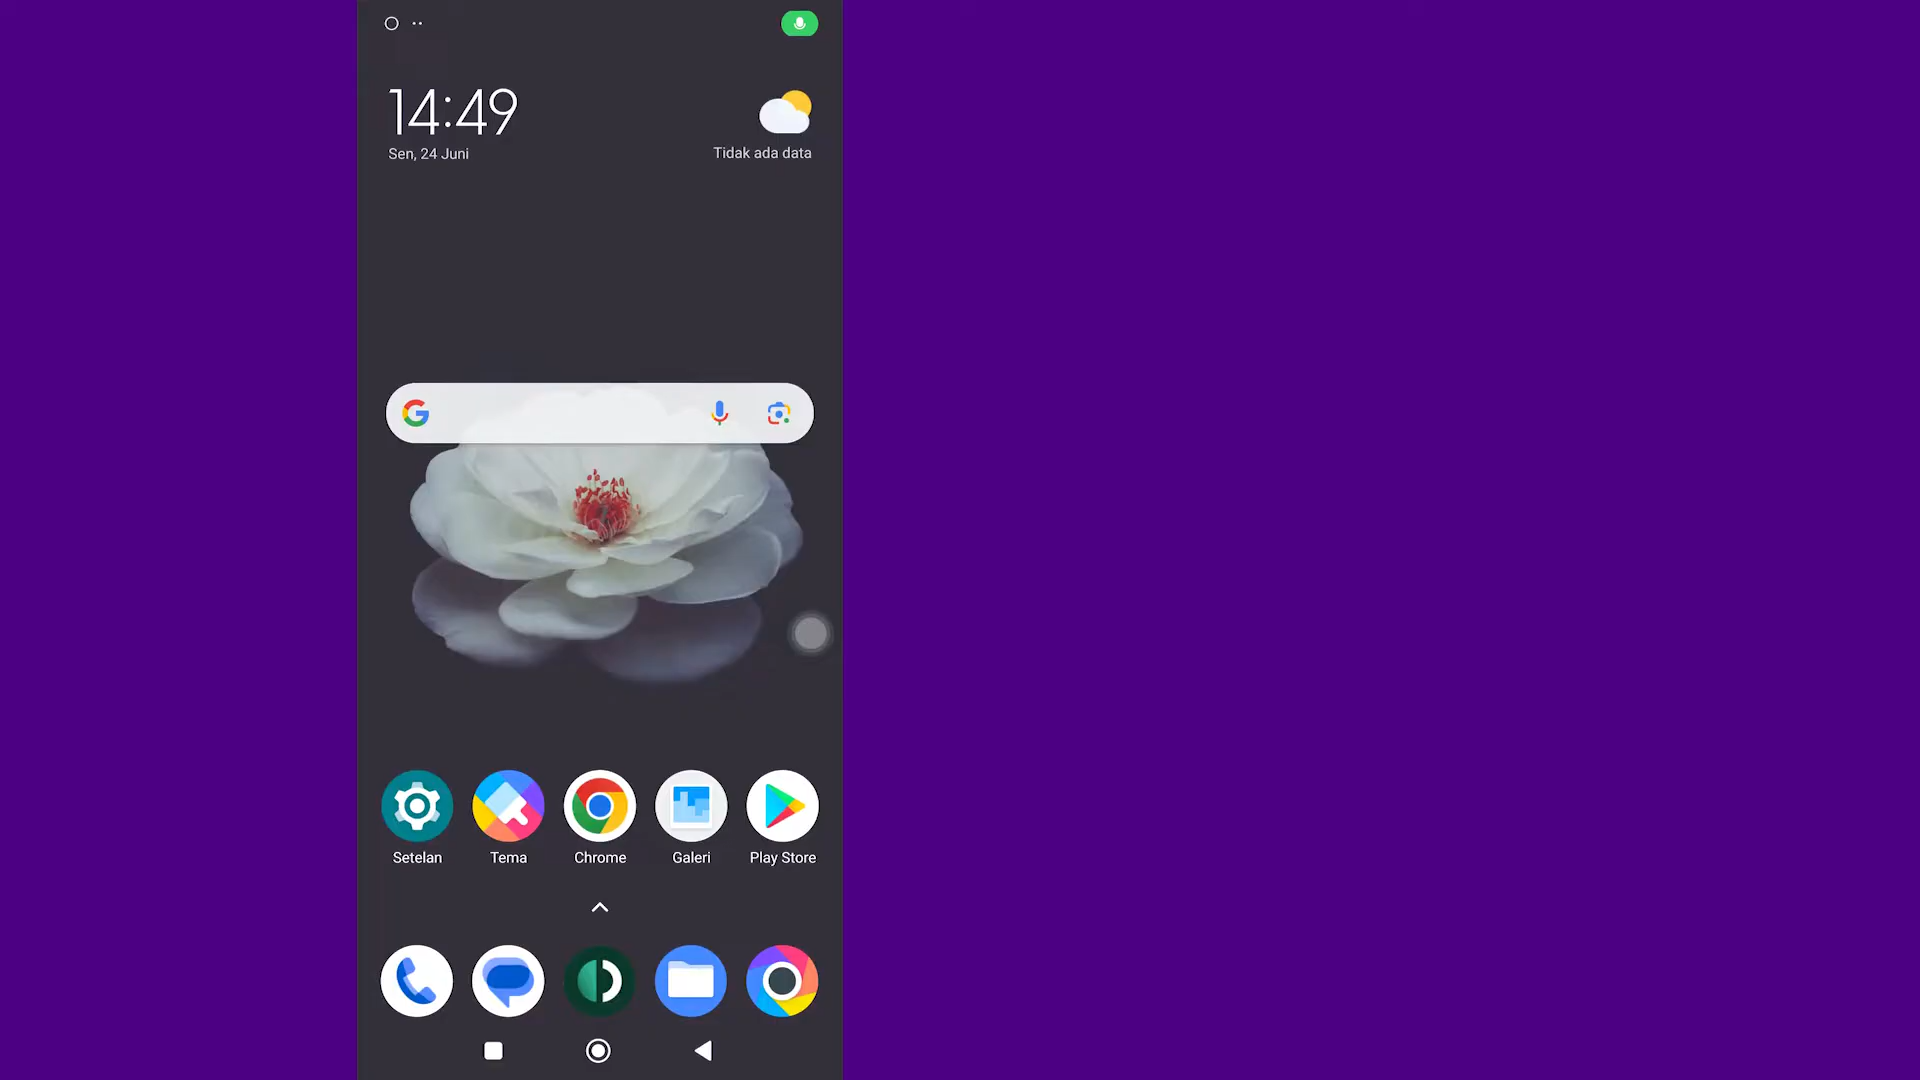 14:49
Sen, 24 Juni
Tidak ada data
Setelan
Tema
Chrome
Galeri
Play Store